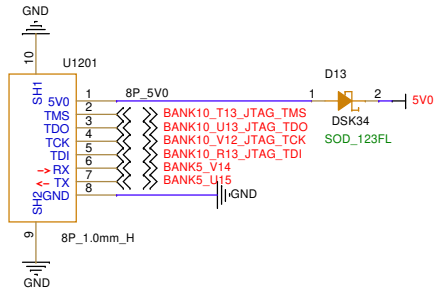 GND
10
U1201
SH1
5V0
1
8P_5V0
1
D13
2
5V0
DSK34
SOD_123FL
TMS
2
BANK10_T13_JTAG_TMS
TDO
3
BANK10_U13_JTAG_TDO
TCK
4
BANK10_V12_JTAG_TCK
TDI
5
BANK10_R13_JTAG_TDI
->RX
6
BANK5_V14
<-TX
7
BANK5_U15
GND
8
GND
SH2
9
8P_1.0mm_H
GND